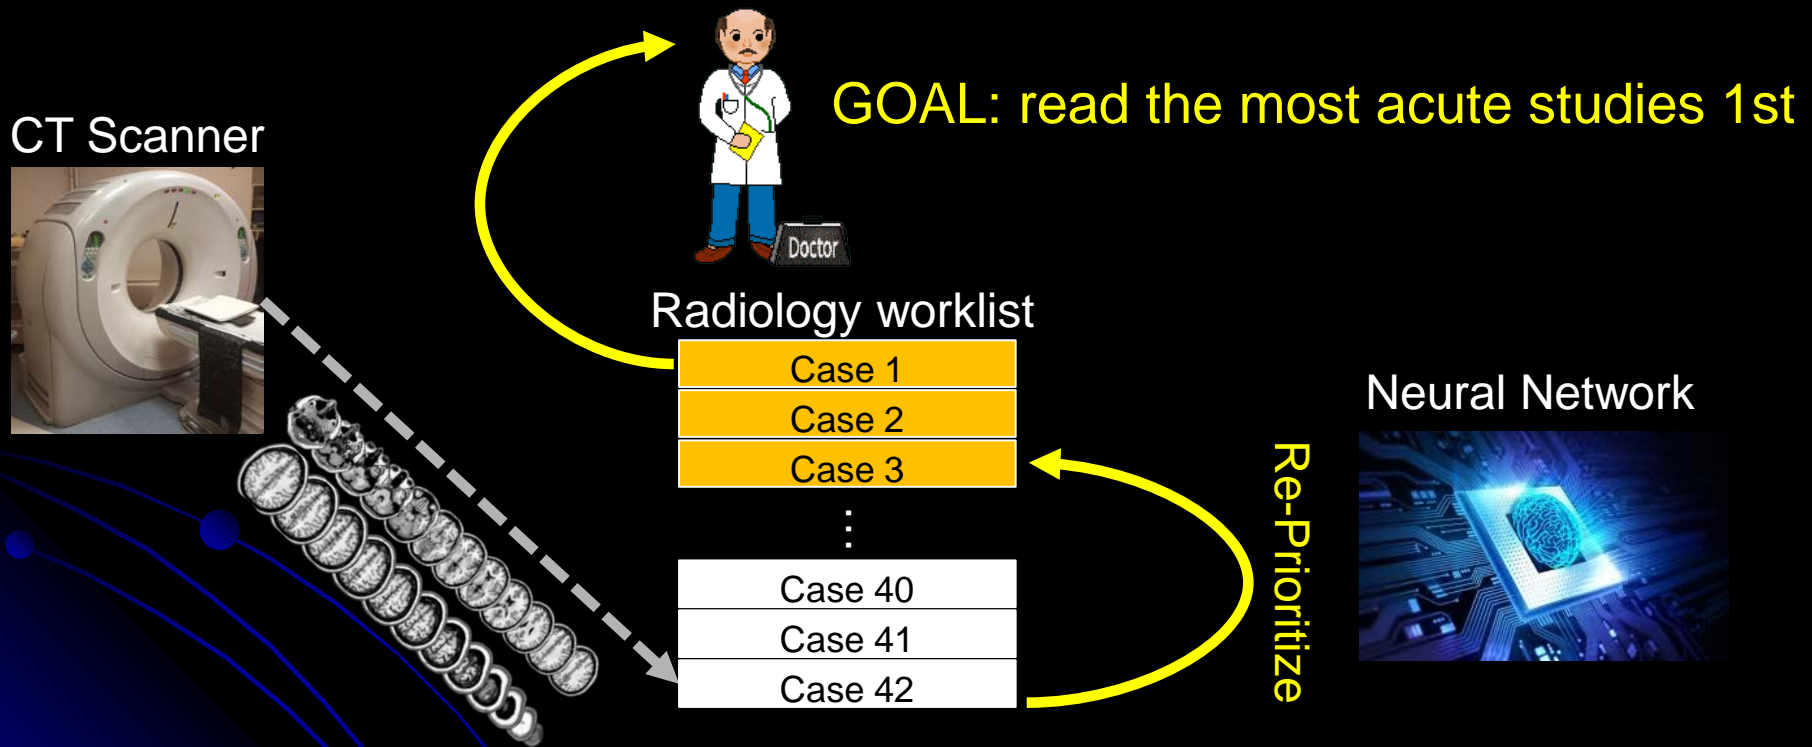 GOAL: read the most acute studies 1st
CT Scanner
Doctor
Radiology worklist
Case 1
Case 2
Case 3
⋮
Case 40
Case 41
Case 42
Neural Network
Re-Prioritize